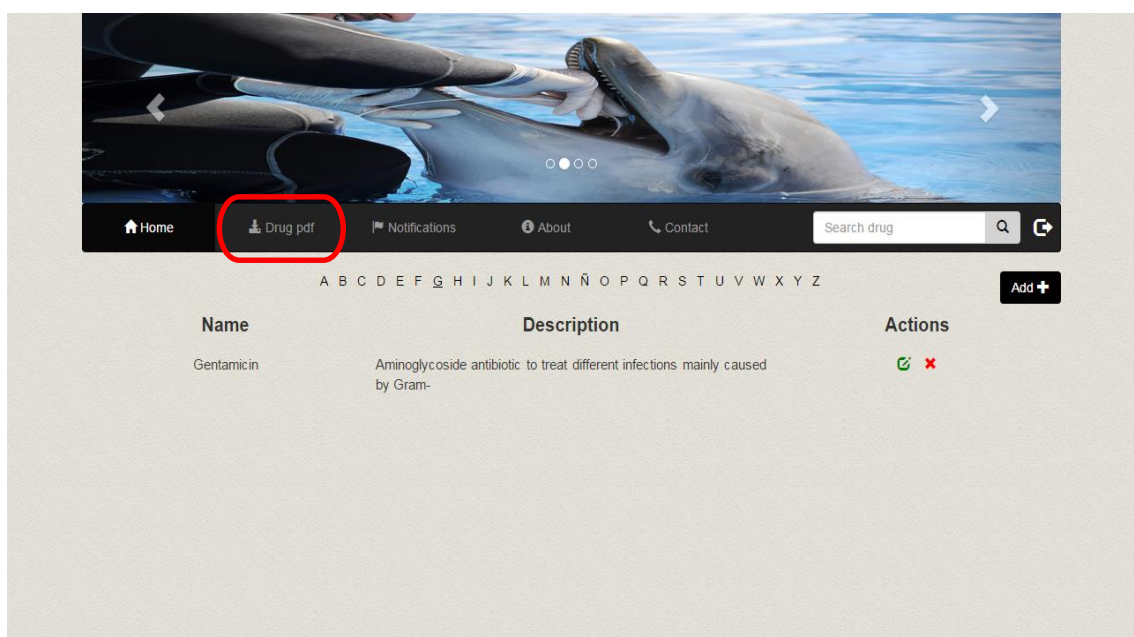 Home Drug pdf Notifications About Contact Search drug
A B C D E F G H I J K L M N Ñ O P Q R S T U V W X Y Z
Add
Name Description Actions
Gentamicin Aminoglycoside antibiotic to treat different infections mainly caused
by Gram-